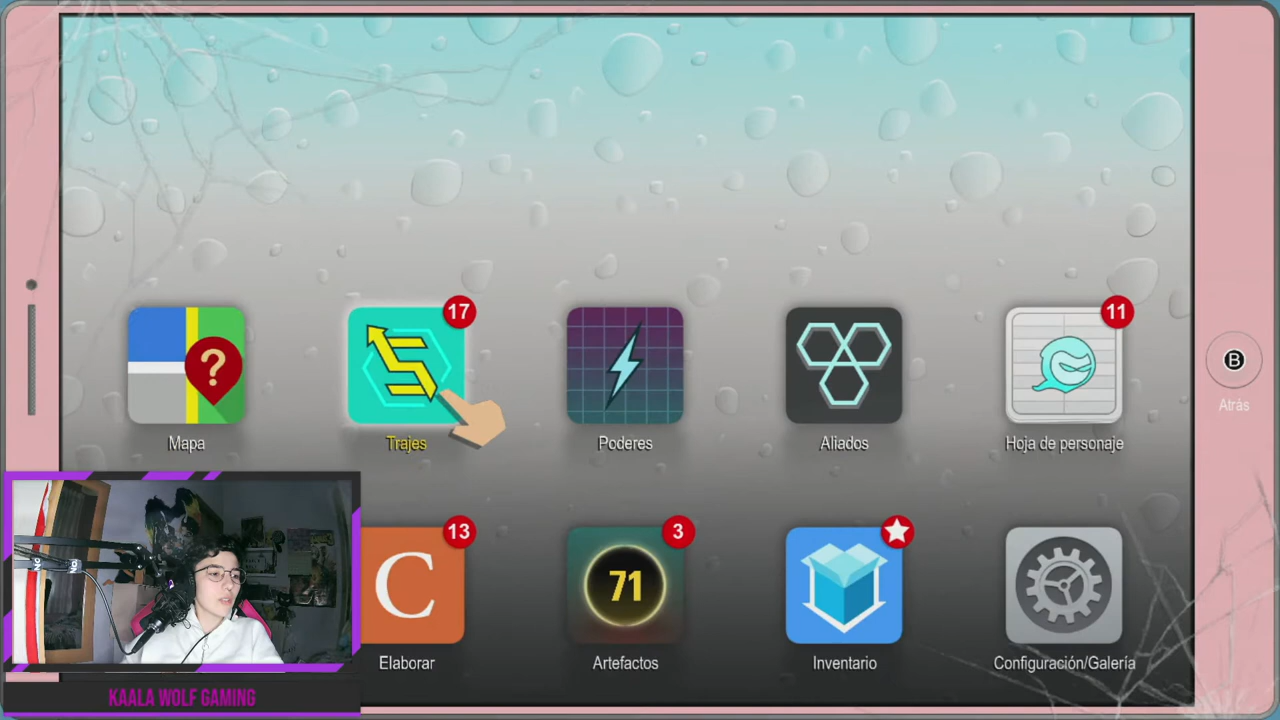 17
11
?
B
Atrás
Mapa
Trajes
Poderes
Aliados
Hoja de personaje
13
3
C
71
Elaborar
Artefactos
Inventario
Configuración/Galería
KAALA WOLF GAMING